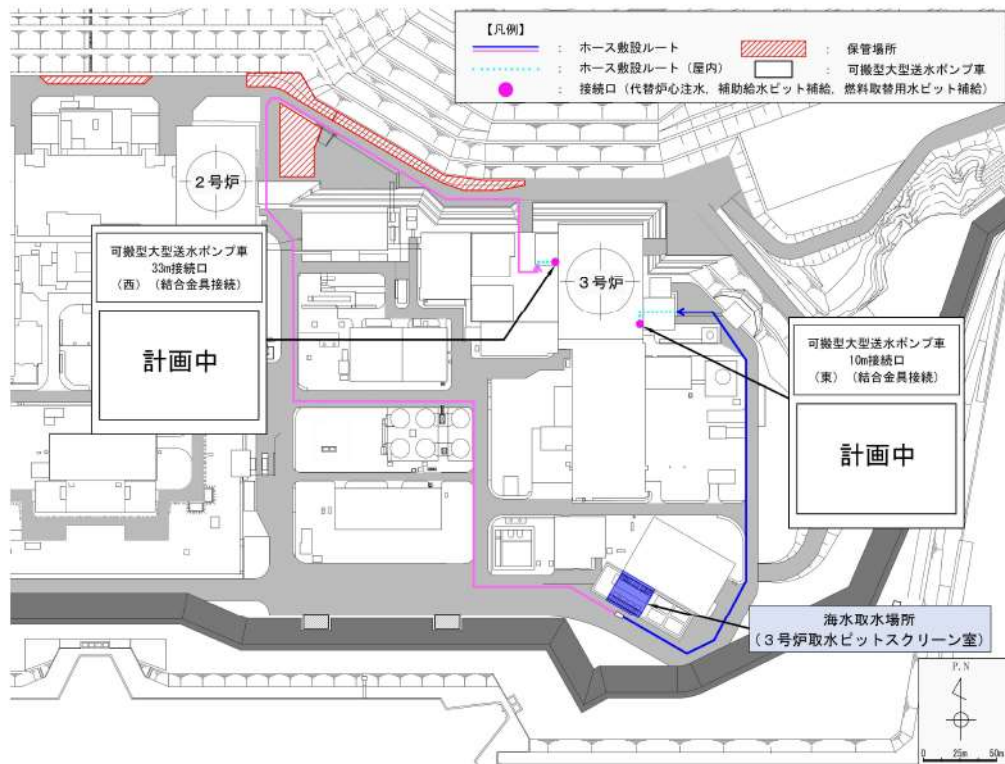 【凡例】
： ホース敷設ルート
： 保管場所
： ホース敷設ルート（屋内）
： 可搬型大型送水ポンプ車
： 接続口（代替炉心注水，補助給水ピット補給，燃料取替用水ピット補給）
２号炉
可搬型大型送水ポンプ車
33m接続口
（西）（結合金具接続）
計画中
３号炉
可搬型大型送水ポンプ車
10m接続口
（東）（結合金具接続）
計画中
海水取水場所
（３号炉取水ピットスクリーン室）
P.N
0 25m 50m